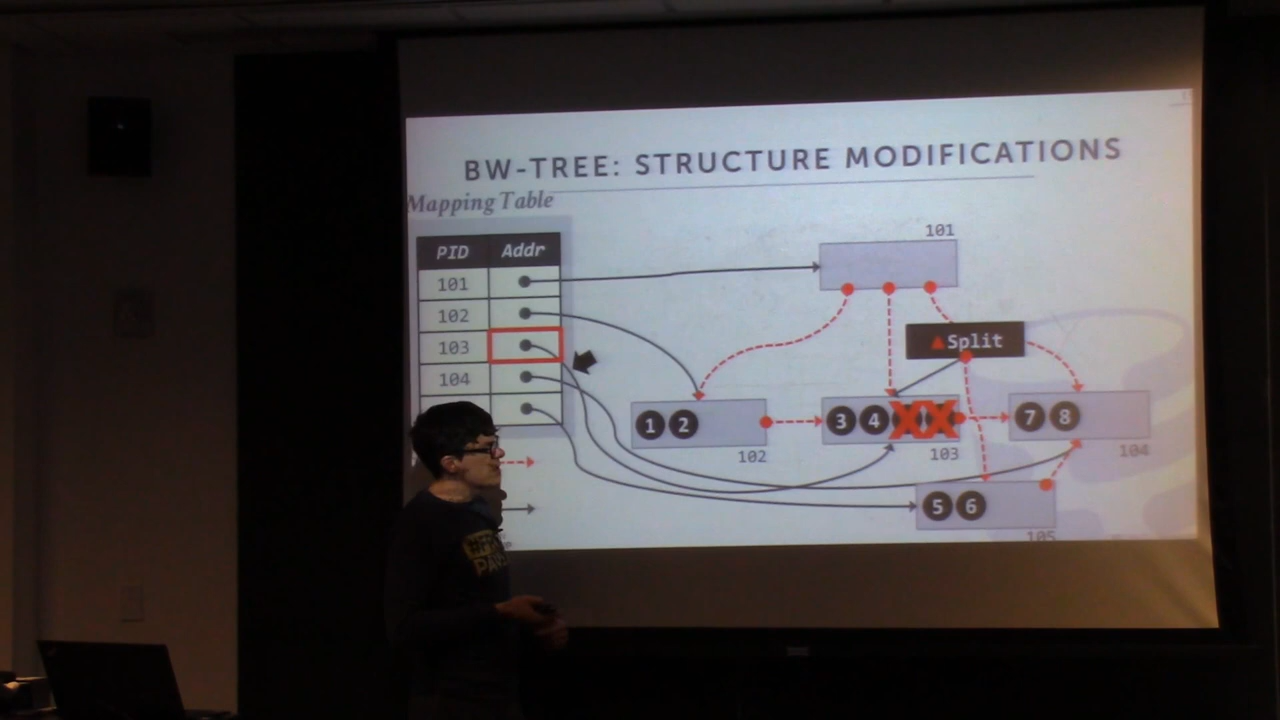 BW-TREE: STRUCTURE MODIFICATIONS
Mapping Table
PID Addr
101
102
103
104
101
▲Split
1 2
102
3 4 X X
103
7 8
104
5 6
105